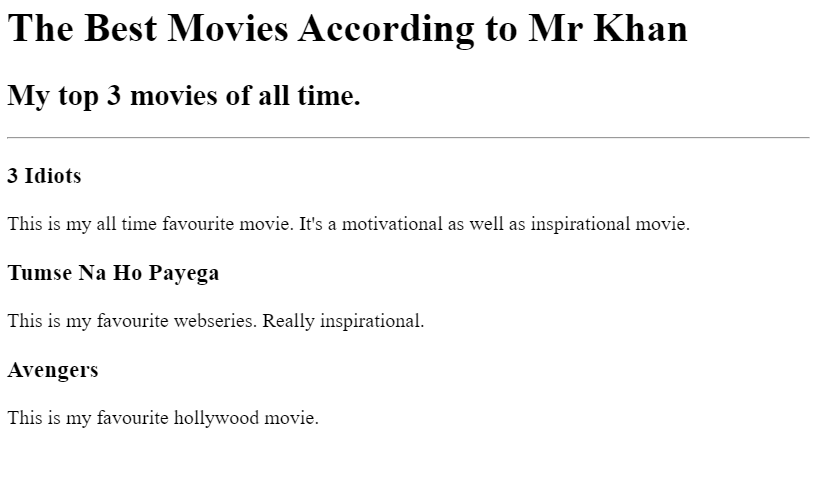 The Best Movies According to Mr Khan
My top 3 movies of all time.
3 Idiots
This is my all time favourite movie. It's a motivational as well as inspirational movie.
Tumse Na Ho Payega
This is my favourite webseries. Really inspirational.
Avengers
This is my favourite hollywood movie.